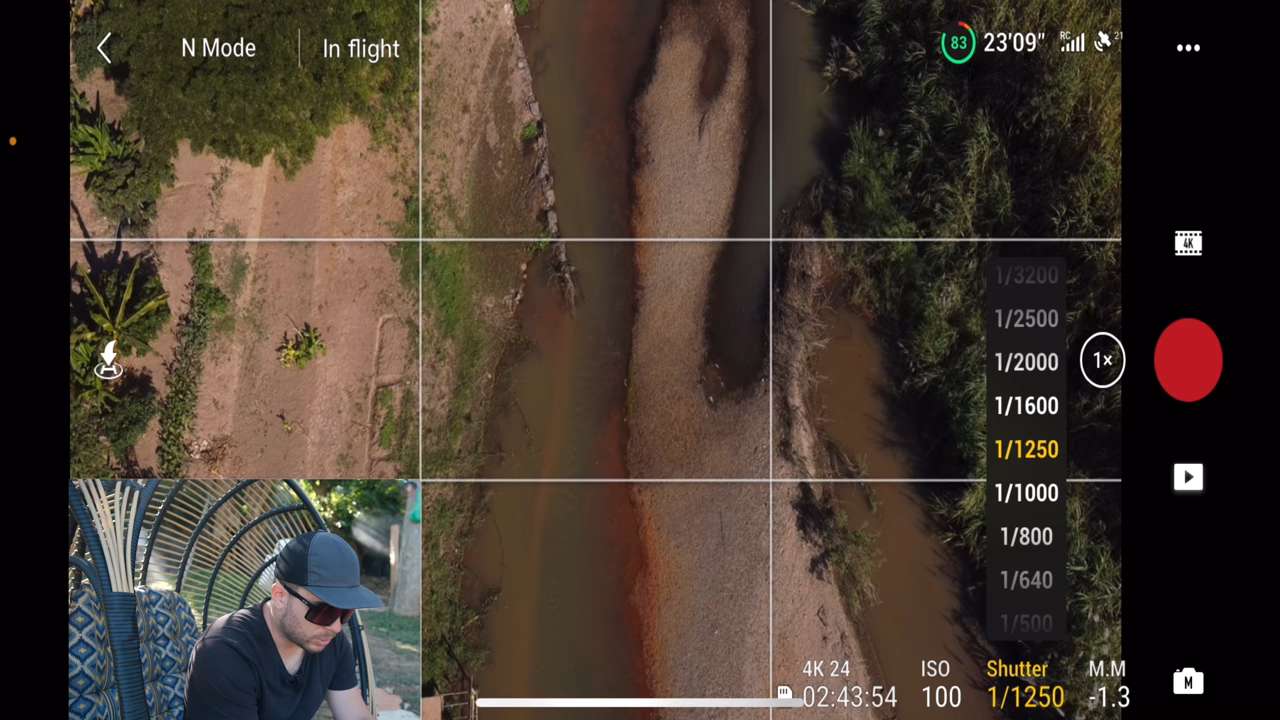 N Mode
In flight
83
23'09"
RC
21
4K
1/3200
1/2500
1/2000
1/1600
1/1250
1/1000
1/800
1/640
1/500
1×
4K 24
ISO
Shutter
M.M
02:43:54
100
1/1250
-1.3
M